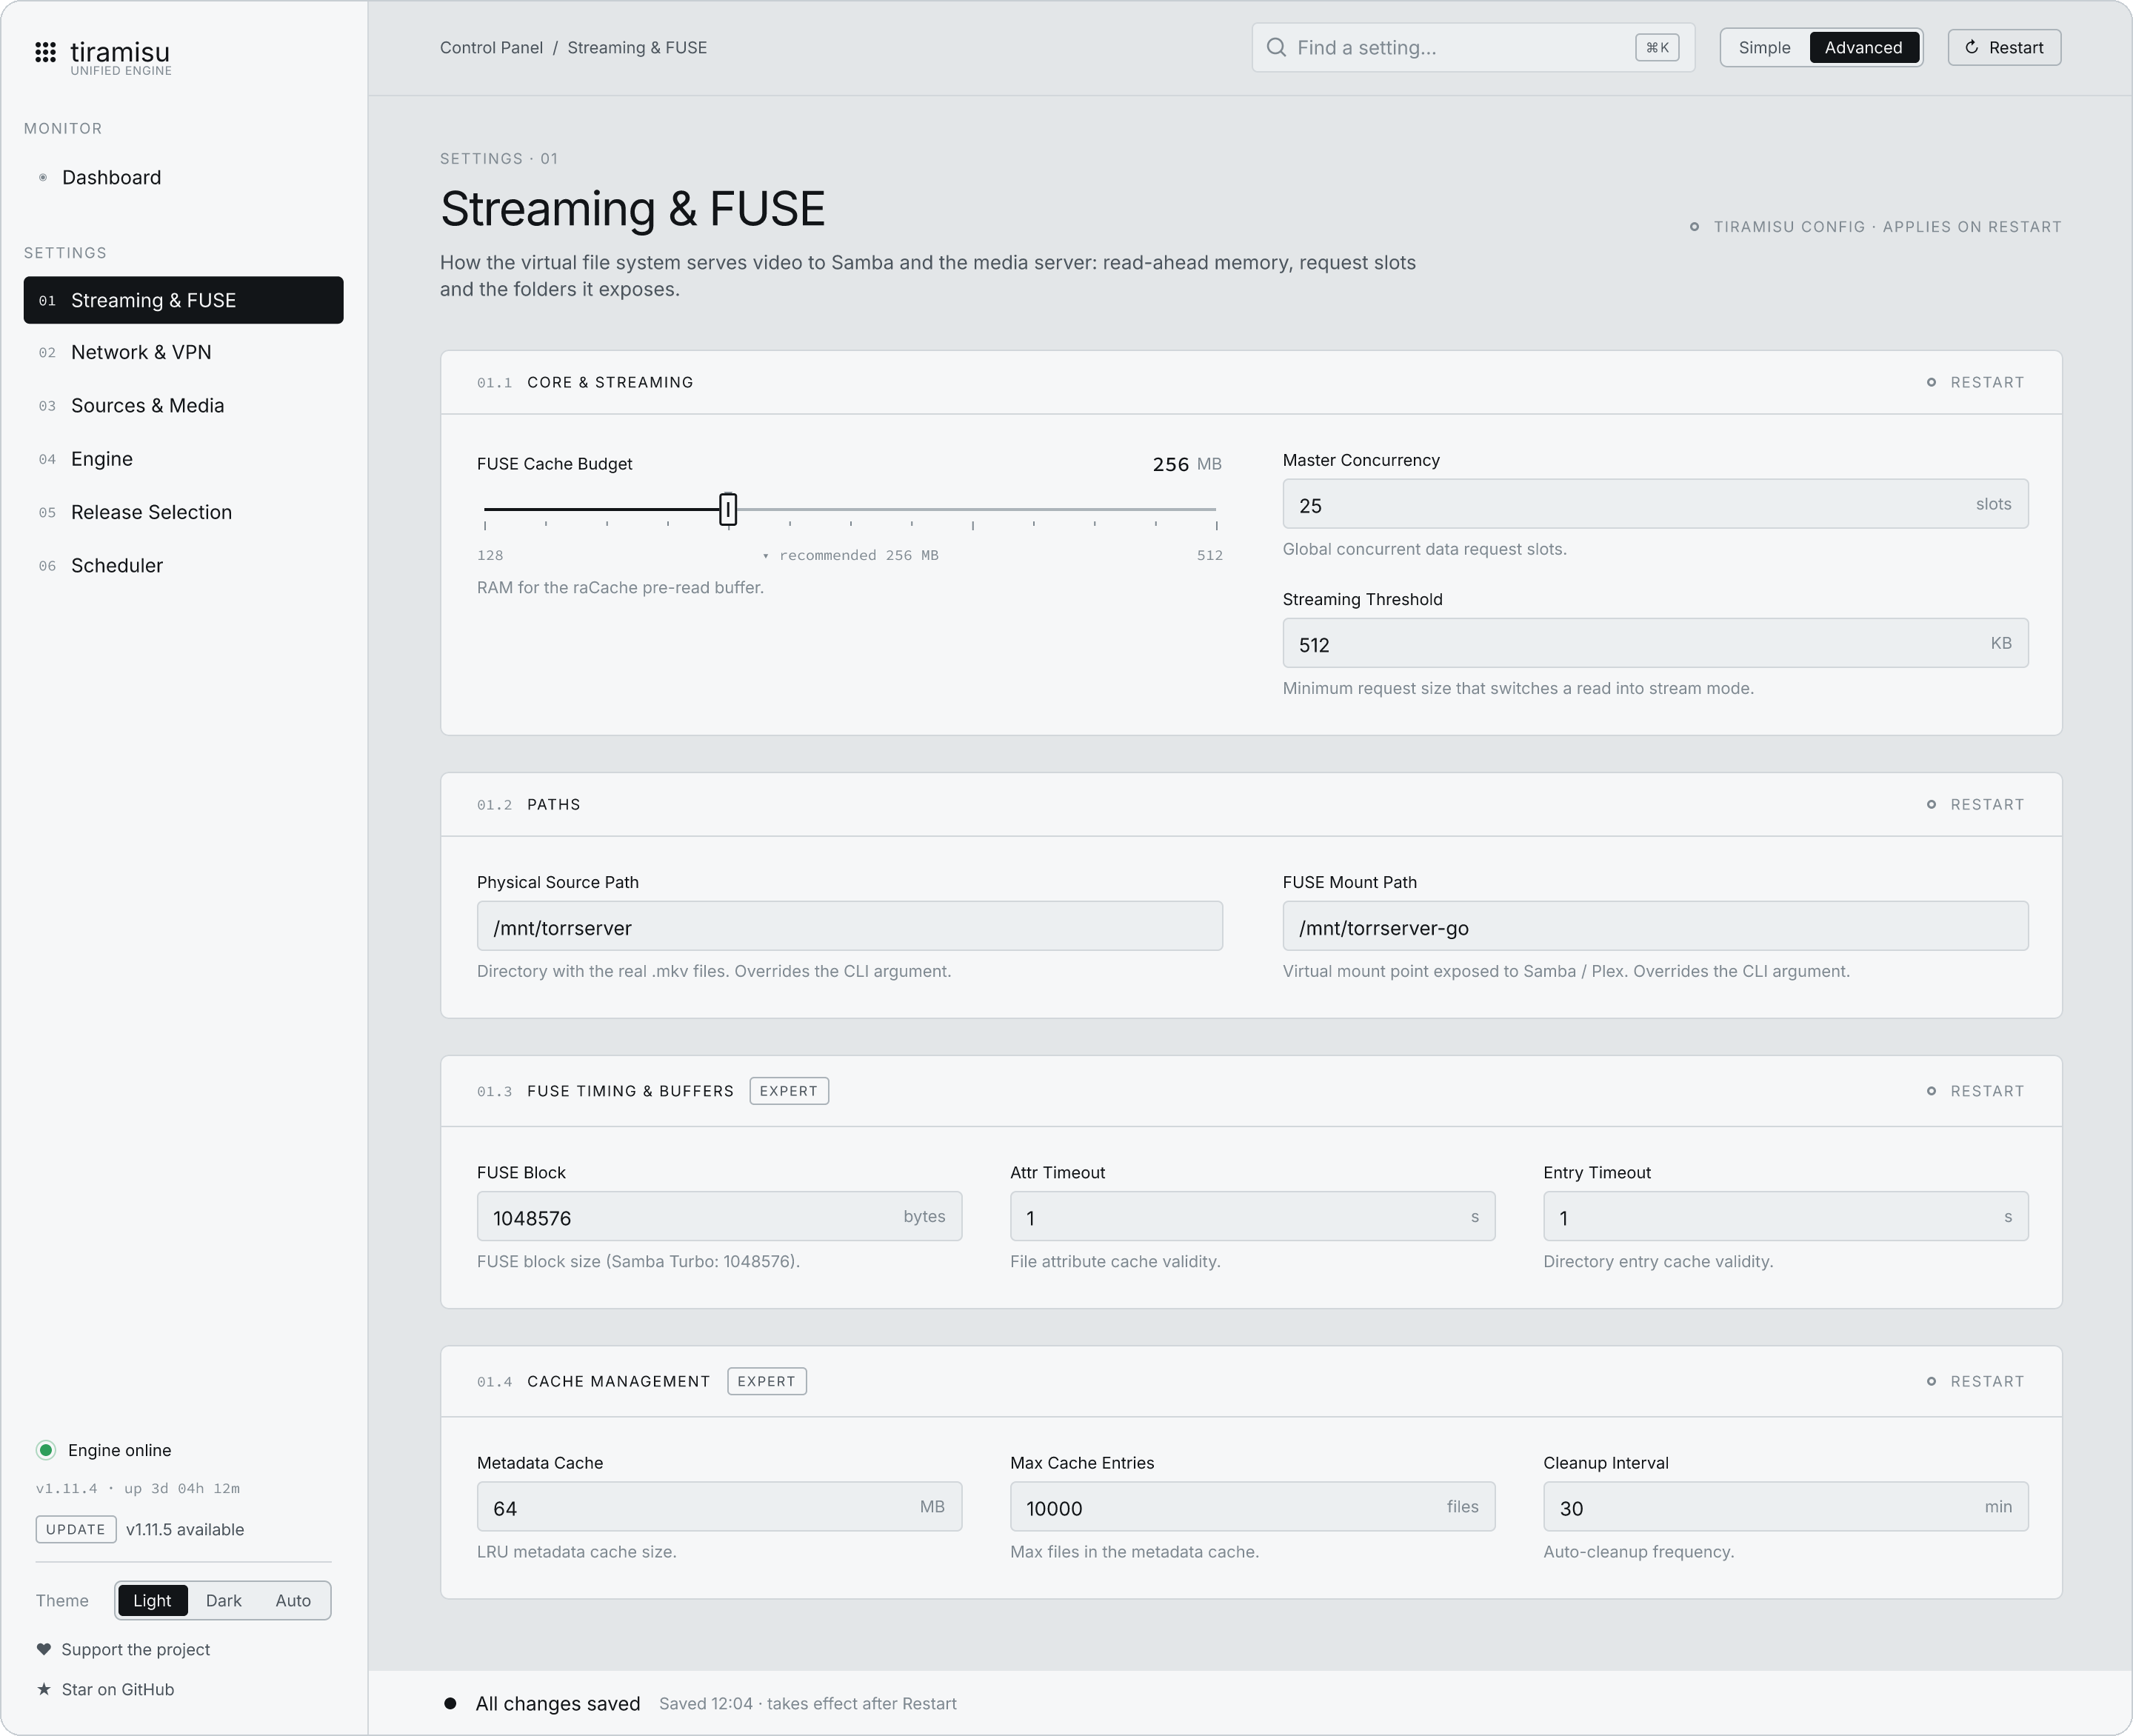 tiramisu
UNIFIED ENGINE
MONITOR
Dashboard
SETTINGS
01 Streaming & FUSE
02 Network & VPN
03 Sources & Media
04 Engine
05 Release Selection
06 Scheduler
Engine online
v1.11.4 · up 3d 04h 12m
UPDATE v1.11.5 available
Theme Light Dark Auto
♥ Support the project
★ Star on GitHub
Control Panel / Streaming & FUSE
Find a setting... ⌘K
Simple Advanced
↻ Restart
SETTINGS · 01
Streaming & FUSE
TIRAMISU CONFIG · APPLIES ON RESTART
How the virtual file system serves video to Samba and the media server: read-ahead memory, request slots
and the folders it exposes.
01.1 CORE & STREAMING
RESTART
FUSE Cache Budget 256 MB
128 ▾ recommended 256 MB 512
RAM for the raCache pre-read buffer.
Master Concurrency
25 slots
Global concurrent data request slots.
Streaming Threshold
512 KB
Minimum request size that switches a read into stream mode.
01.2 PATHS
RESTART
Physical Source Path
/mnt/torrserver
Directory with the real .mkv files. Overrides the CLI argument.
FUSE Mount Path
/mnt/torrserver-go
Virtual mount point exposed to Samba / Plex. Overrides the CLI argument.
01.3 FUSE TIMING & BUFFERS EXPERT
RESTART
FUSE Block
1048576 bytes
FUSE block size (Samba Turbo: 1048576).
Attr Timeout
1 s
File attribute cache validity.
Entry Timeout
1 s
Directory entry cache validity.
01.4 CACHE MANAGEMENT EXPERT
RESTART
Metadata Cache
64 MB
LRU metadata cache size.
Max Cache Entries
10000 files
Max files in the metadata cache.
Cleanup Interval
30 min
Auto-cleanup frequency.
All changes saved Saved 12:04 · takes effect after Restart